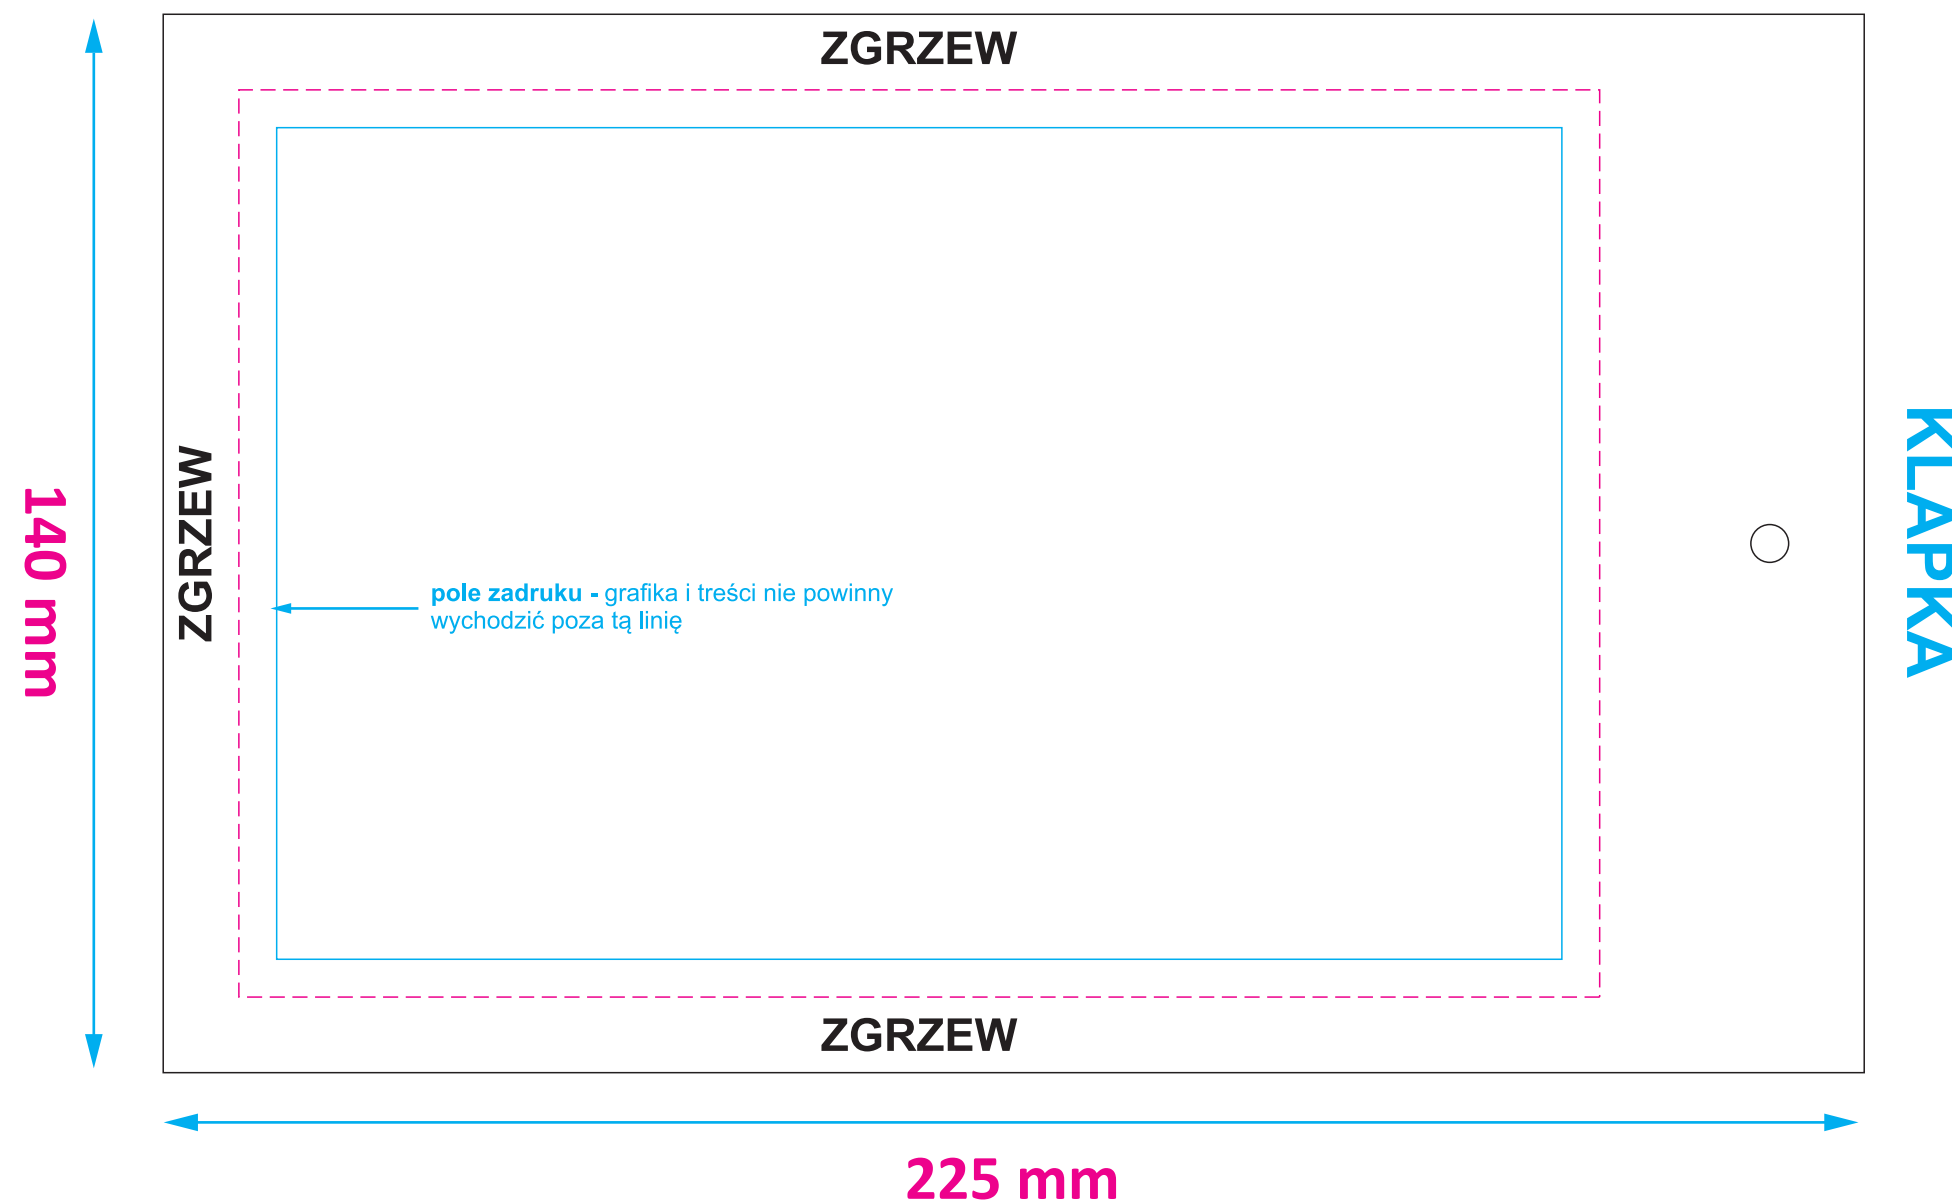 ZGRZEW
ZGRZEW
140 mm
pole zadruku - grafika i treści nie powinny
wychodzić poza tą linię
KLAPKA
ZGRZEW
225 mm